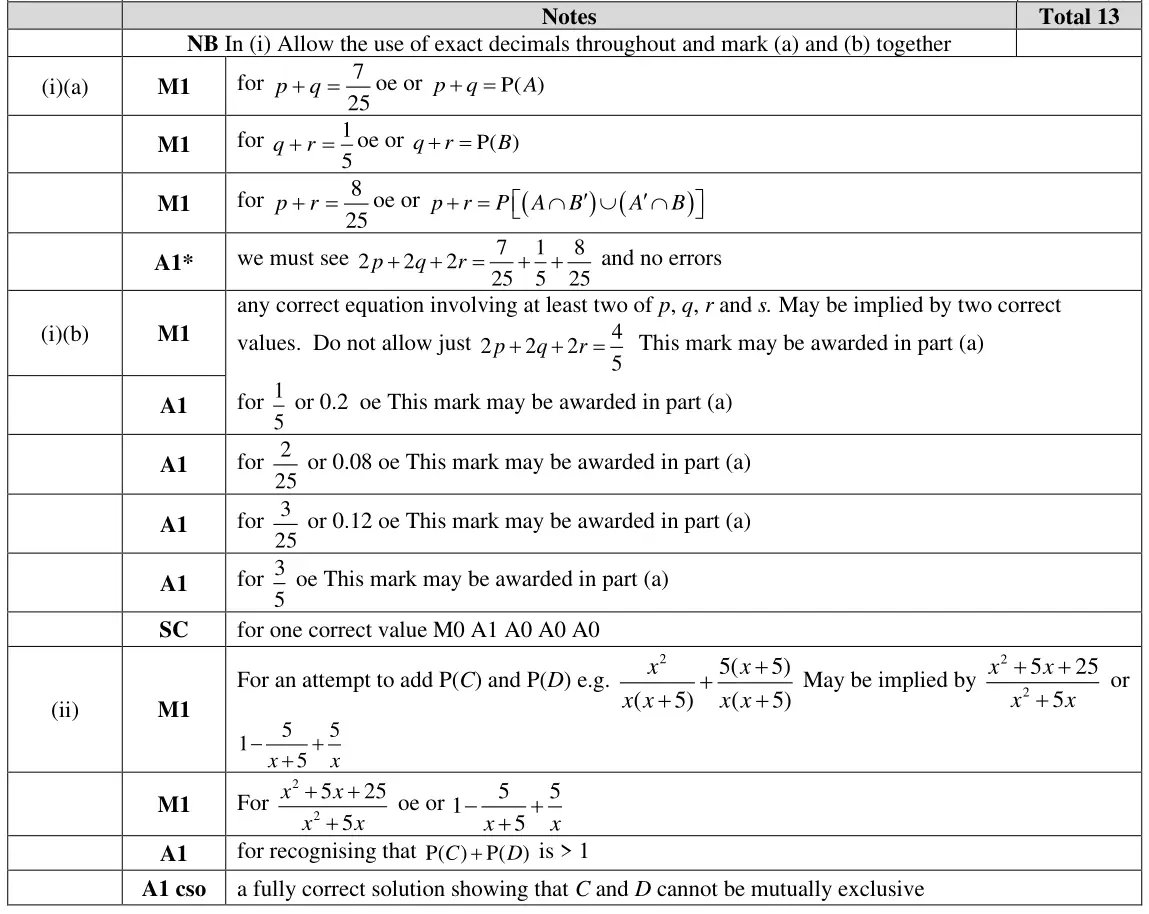 Notes Total 13
NB In (i) Allow the use of exact decimals throughout and mark (a) and (b) together
(i)(a) M1 for p + q = 7/25 oe or p + q = P(A)
M1 for q + r = 1/5 oe or q + r = P(B)
M1 for p + r = 8/25 oe or p + r = P[(A ∩ B′) ∪ (A′ ∩ B)]
A1* we must see 2p + 2q + 2r = 7/25 + 1/5 + 8/25 and no errors
(i)(b) M1 any correct equation involving at least two of p, q, r and s. May be implied by two correct
values. Do not allow just 2p + 2q + 2r = 4/5 This mark may be awarded in part (a)
A1 for 1/5 or 0.2 oe This mark may be awarded in part (a)
A1 for 2/25 or 0.08 oe This mark may be awarded in part (a)
A1 for 3/25 or 0.12 oe This mark may be awarded in part (a)
A1 for 3/5 oe This mark may be awarded in part (a)
SC for one correct value M0 A1 A0 A0 A0
(ii) M1 For an attempt to add P(C) and P(D) e.g. x²/x(x + 5) + 5(x + 5)/x(x + 5) May be implied by (x² + 5x + 25)/(x² + 5x) or
1 − 5/(x + 5) + 5/x
M1 For (x² + 5x + 25)/(x² + 5x) oe or 1 − 5/(x + 5) + 5/x
A1 for recognising that P(C) + P(D) is > 1
A1 cso a fully correct solution showing that C and D cannot be mutually exclusive